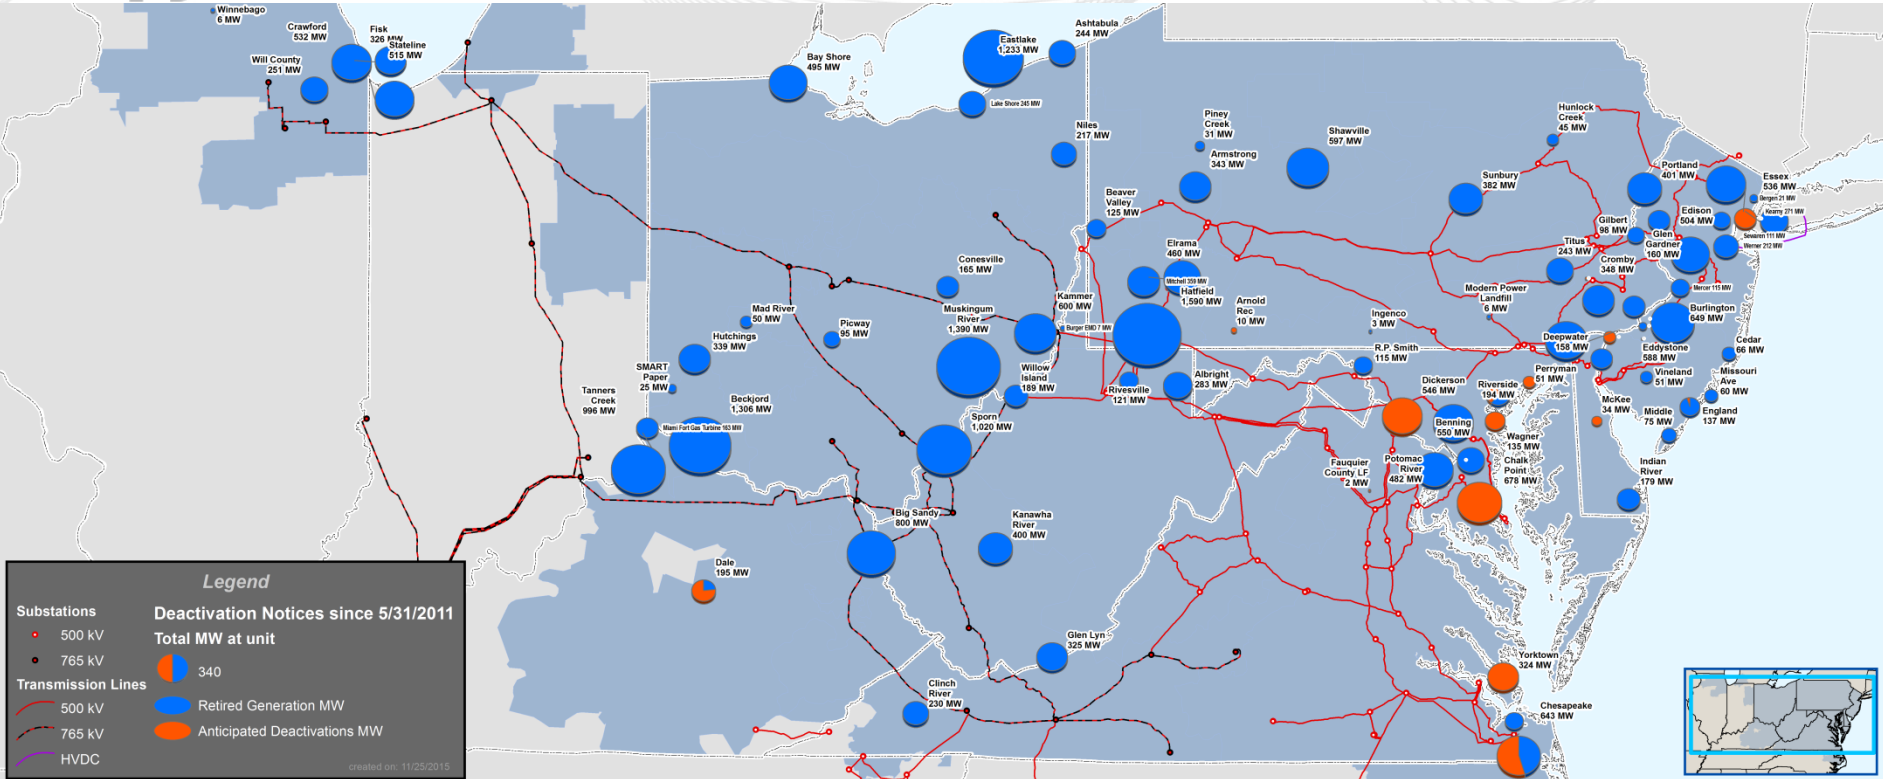 Winnebago
6 MW
Crawford
532 MW
Fisk
326 MW
Stateline
515 MW
Will County
251 MW
Bay Shore
495 MW
Eastlake
1,233 MW
Ashtabula
244 MW
Lake Shore 245 MW
Niles
217 MW
Piney
Creek
31 MW
Armstrong
343 MW
Shawville
597 MW
Hunlock
Creek
45 MW
Sunbury
382 MW
Portland
401 MW
Essex
536 MW
Bergen 21 MW
Kearny 271 MW
Edison
504 MW
Sewaren 111 MW
Werner 212 MW
Gilbert
98 MW
Glen
Gardner
160 MW
Beaver
Valley
125 MW
Titus
243 MW
Cromby
348 MW
Mercer 115 MW
Elrama
460 MW
Mitchell 359 MW
Hatfield
1,590 MW
Conesville
165 MW
Kammer
600 MW
Muskingum
River
1,390 MW
Burger EMD 7 MW
Arnold
Rec
10 MW
Ingenco
3 MW
Modern Power
Landfill
6 MW
Burlington
649 MW
Mad River
50 MW
Picway
95 MW
Hutchings
339 MW
Deepwater
158 MW
Eddystone
588 MW
Cedar
66 MW
SMART
Paper
25 MW
Willow
Island
189 MW
Rivesville
121 MW
Albright
283 MW
R.P. Smith
115 MW
Dickerson
546 MW
Riverside
194 MW
Perryman
51 MW
Vineland
51 MW
Missouri
Ave
60 MW
Tanners
Creek
996 MW
Beckjord
1,306 MW
Miami Fort Gas Turbine 163 MW
Sporn
1,020 MW
McKee
34 MW
Middle
75 MW
England
137 MW
Benning
550 MW
Wagner
135 MW
Chalk
Point
678 MW
Fauquier
County LF
2 MW
Potomac
River
482 MW
Indian
River
179 MW
Big Sandy
800 MW
Kanawha
River
400 MW
Dale
195 MW
Glen Lyn
325 MW
Clinch
River
230 MW
Yorktown
324 MW
Chesapeake
643 MW
Legend
Substations
500 kV
765 kV
Transmission Lines
500 kV
765 kV
HVDC
Deactivation Notices since 5/31/2011
Total MW at unit
340
Retired Generation MW
Anticipated Deactivations MW
created on: 11/25/2015